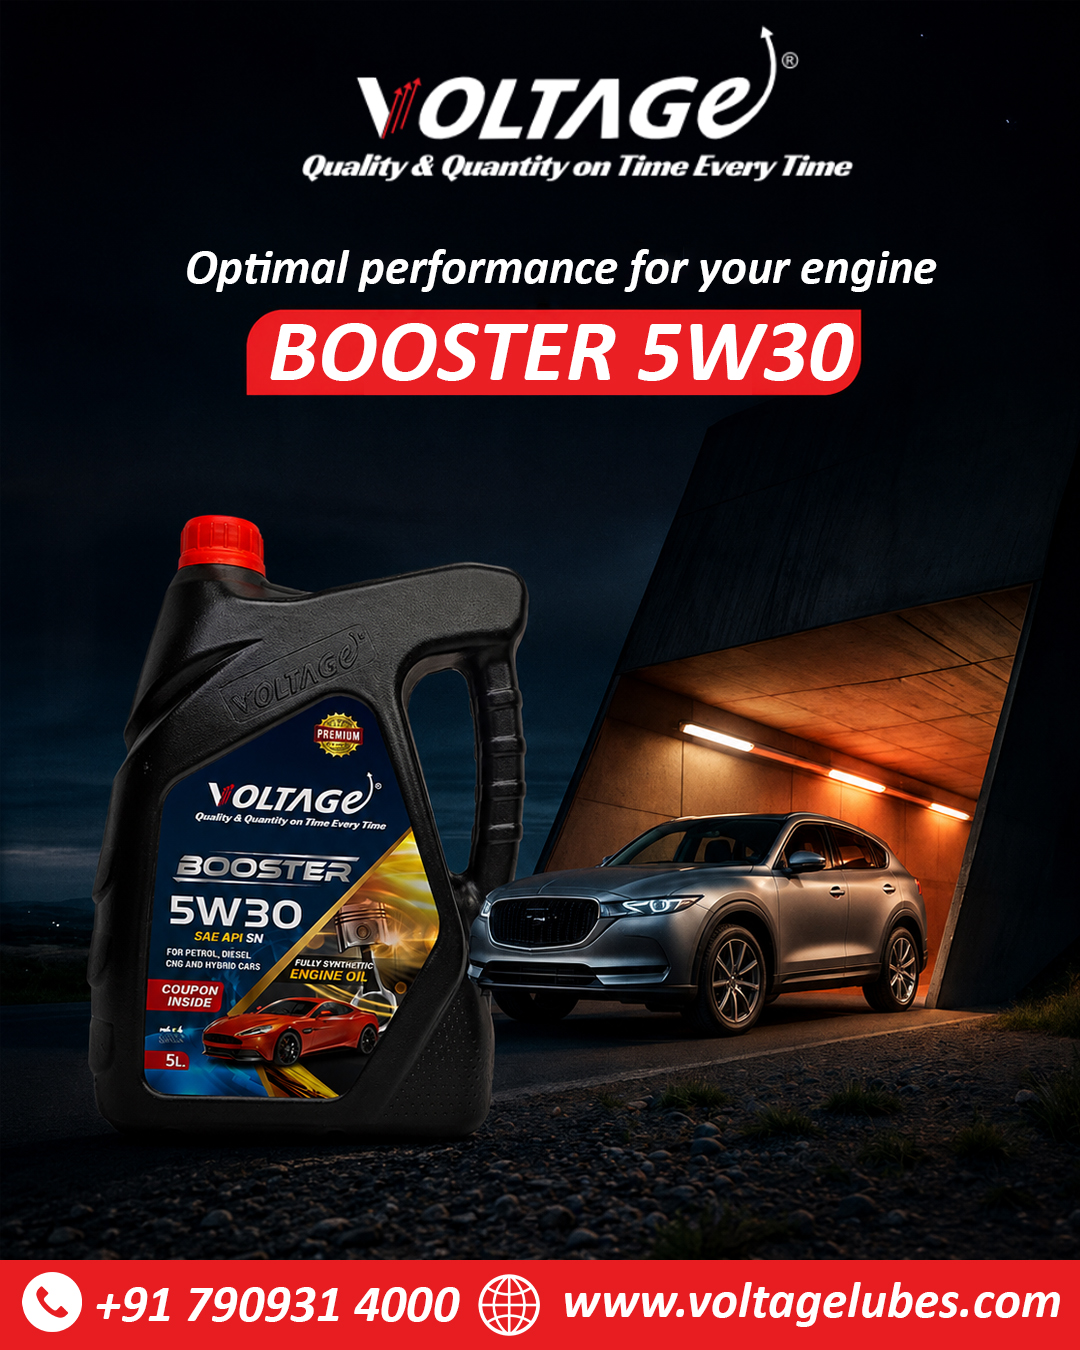 VOLTAGE®
Quality & Quantity on Time Every Time
Optimal performance for your engine
BOOSTER 5W30
VOLTAGE
PREMIUM
VOLTAGE®
Quality & Quantity on Time Every Time
BOOSTER
5W30
SAE API SN
FOR PETROL, DIESEL
CNG AND HYBRID CARS
FULLY SYNTHETIC
ENGINE OIL
COUPON
INSIDE
5L.
+91 790931 4000
www.voltagelubes.com